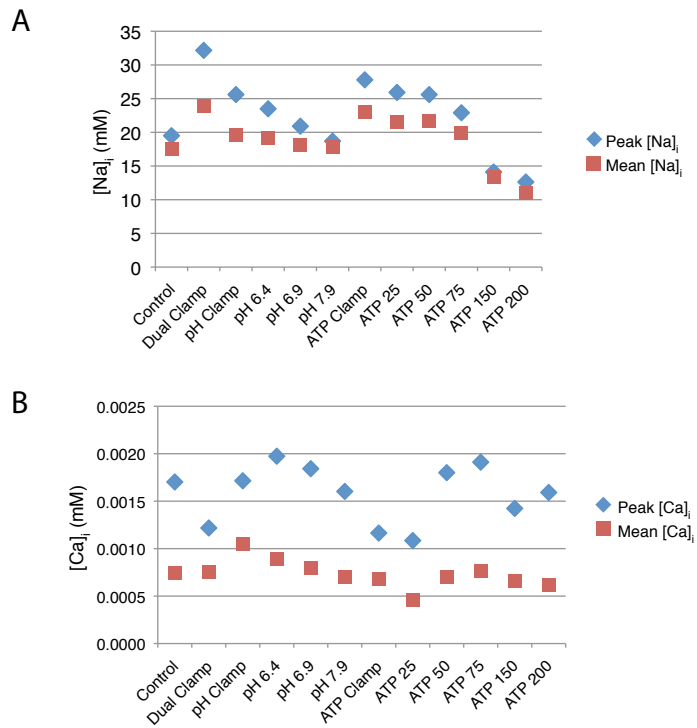 A
[Na]i (mM)
35
30
25
20
15
10
5
0
Control
Dual Clamp
pH Clamp
pH 6.4
pH 6.9
pH 7.9
ATP Clamp
ATP 25
ATP 50
ATP 75
ATP 150
ATP 200
Peak [Na]i
Mean [Na]i
B
[Ca]i (mM)
0.0025
0.0020
0.0015
0.0010
0.0005
0.0000
Control
Dual Clamp
pH Clamp
pH 6.4
pH 6.9
pH 7.9
ATP Clamp
ATP 25
ATP 50
ATP 75
ATP 150
ATP 200
Peak [Ca]i
Mean [Ca]i